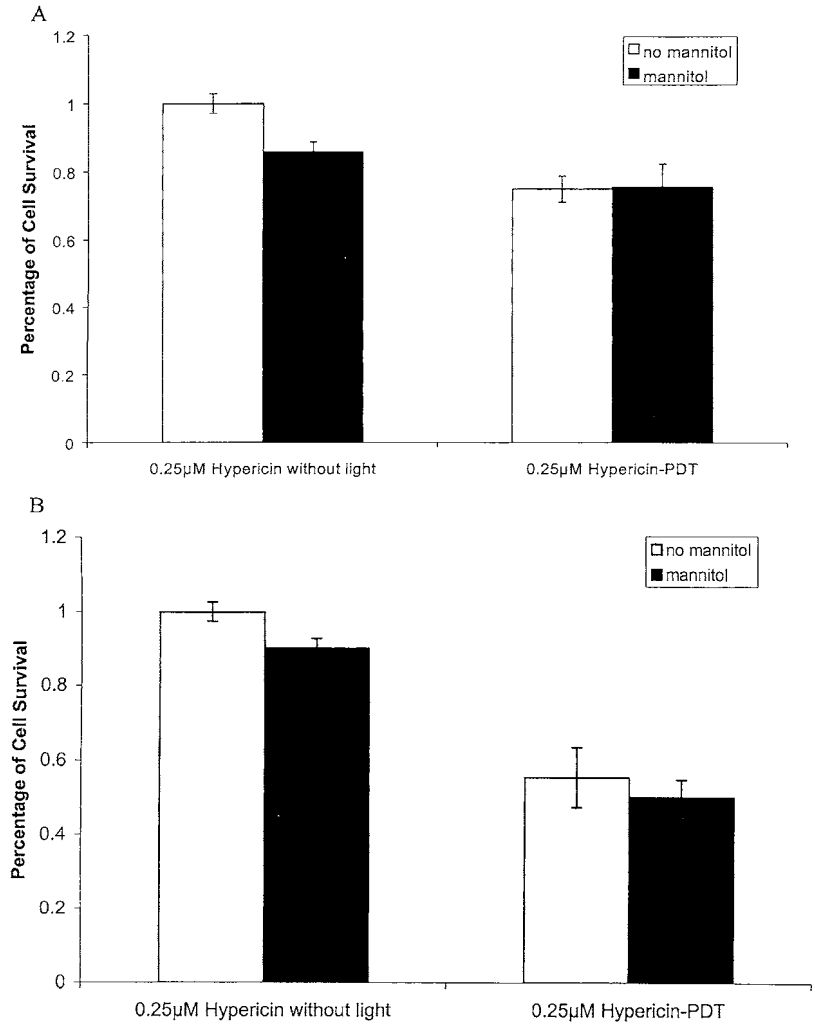 A
1.2
1
0.8
0.6
0.4
0.2
0
Percentage of Cell Survival
no mannitol
mannitol
0.25µM Hypericin without light
0.25µM Hypericin-PDT
B
1.2
1
0.8
0.6
0.4
0.2
0
Percentage of Cell Survival
no mannitol
mannitol
0.25µM Hypericin without light
0.25µM Hypericin-PDT